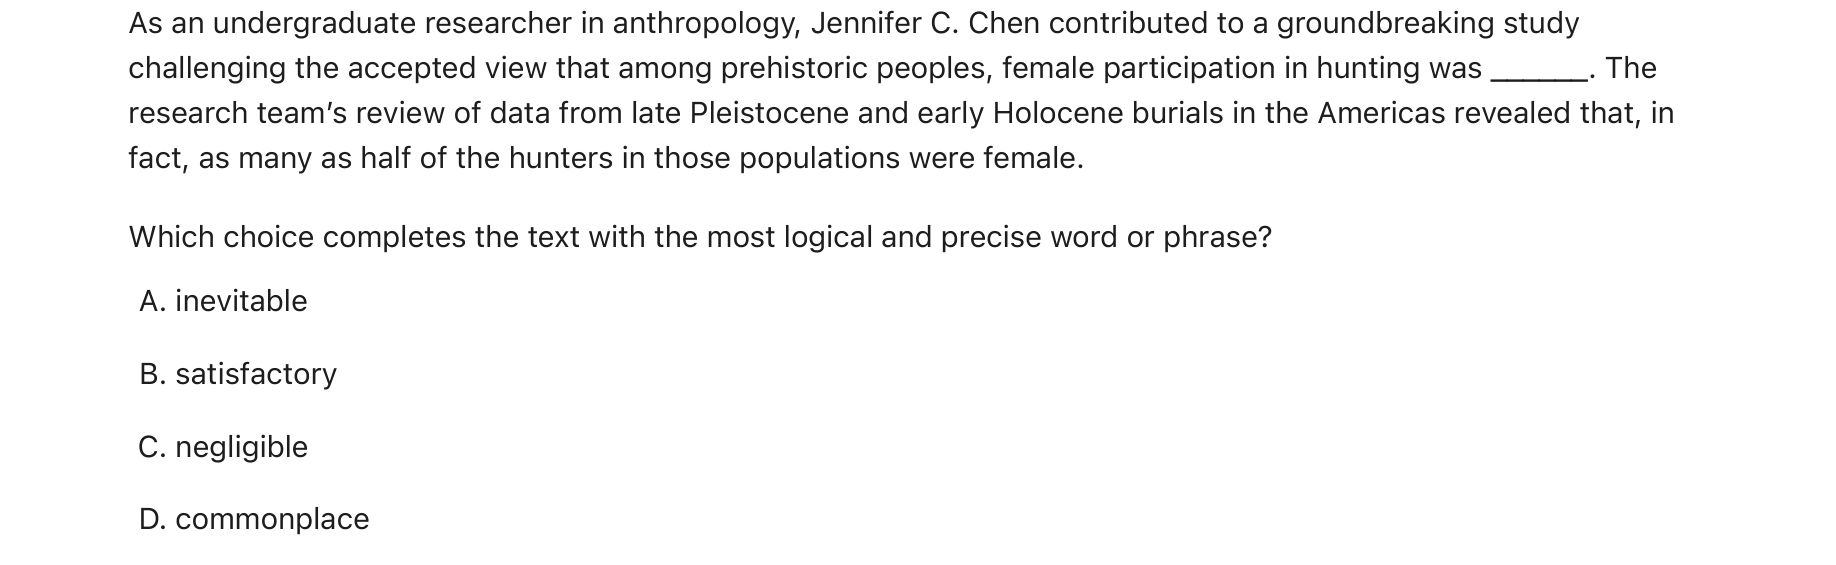 As an undergraduate researcher in anthropology, Jennifer C. Chen contributed to a groundbreaking study
challenging the accepted view that among prehistoric peoples, female participation in hunting was ______. The
research team’s review of data from late Pleistocene and early Holocene burials in the Americas revealed that, in
fact, as many as half of the hunters in those populations were female.
Which choice completes the text with the most logical and precise word or phrase?
A. inevitable
B. satisfactory
C. negligible
D. commonplace